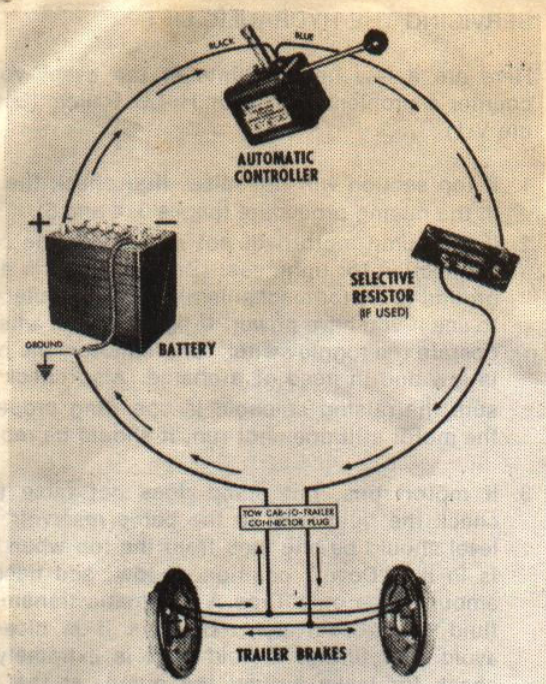 BLACK
BLUE
AUTOMATIC
CONTROLLER
+
−
SELECTIVE
RESISTOR
(IF USED)
GROUND
BATTERY
TOW CAR-TO-TRAILER
CONNECTOR PLUG
TRAILER BRAKES